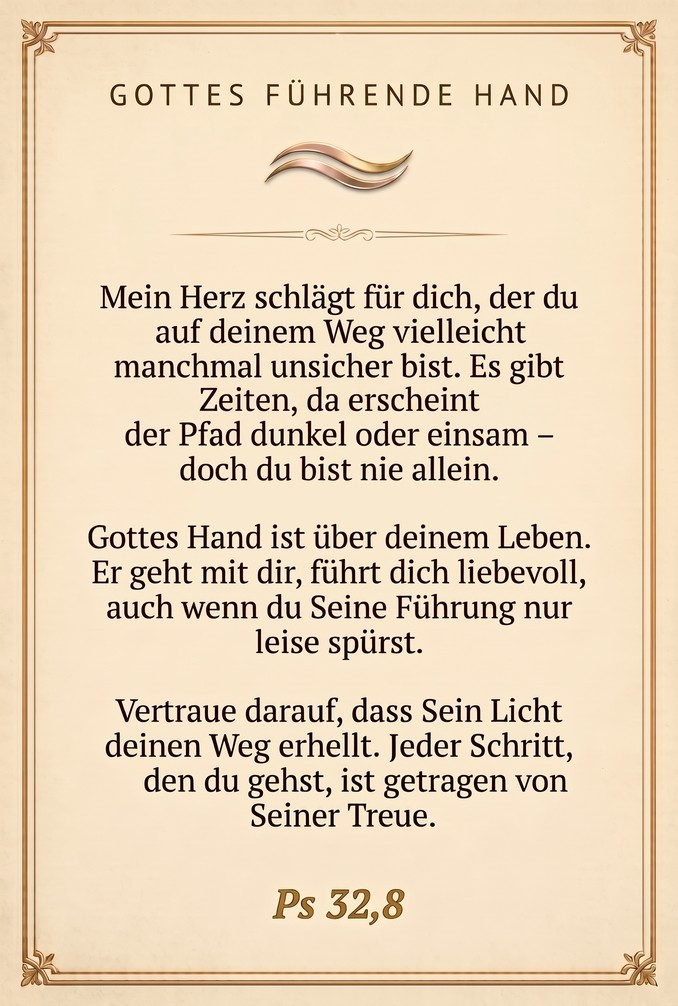 GOTTES FÜHRENDE HAND
Mein Herz schlägt für dich, der du
auf deinem Weg vielleicht
manchmal unsicher bist. Es gibt
Zeiten, da erscheint
der Pfad dunkel oder einsam –
doch du bist nie allein.
Gottes Hand ist über deinem Leben.
Er geht mit dir, führt dich liebevoll,
auch wenn du Seine Führung nur
leise spürst.
Vertraue darauf, dass Sein Licht
deinen Weg erhellt. Jeder Schritt,
den du gehst, ist getragen von
Seiner Treue.
Ps 32,8